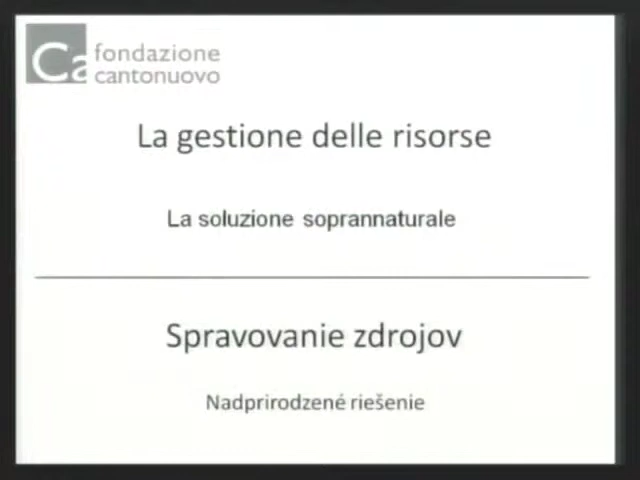 Ca
fondazione
cantonuovo
La gestione delle risorse
La soluzione soprannaturale
Spravovanie zdrojov
Nadprirodzené riešenie